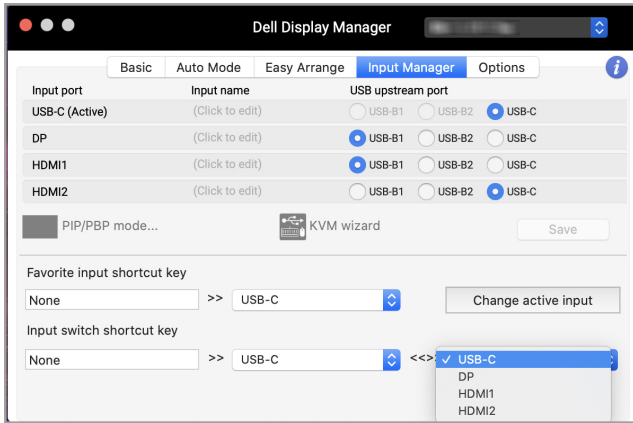 Dell Display Manager
Basic Auto Mode Easy Arrange Input Manager Options i
Input port Input name USB upstream port
USB-C (Active) (Click to edit) USB-B1 USB-B2 USB-C
DP (Click to edit) USB-B1 USB-B2 USB-C
HDMI1 (Click to edit) USB-B1 USB-B2 USB-C
HDMI2 (Click to edit) USB-B1 USB-B2 USB-C
PIP/PBP mode... KVM wizard Save
Favorite input shortcut key
None >> USB-C Change active input
Input switch shortcut key
None >> USB-C <<>> ✓ USB-C
DP
HDMI1
HDMI2